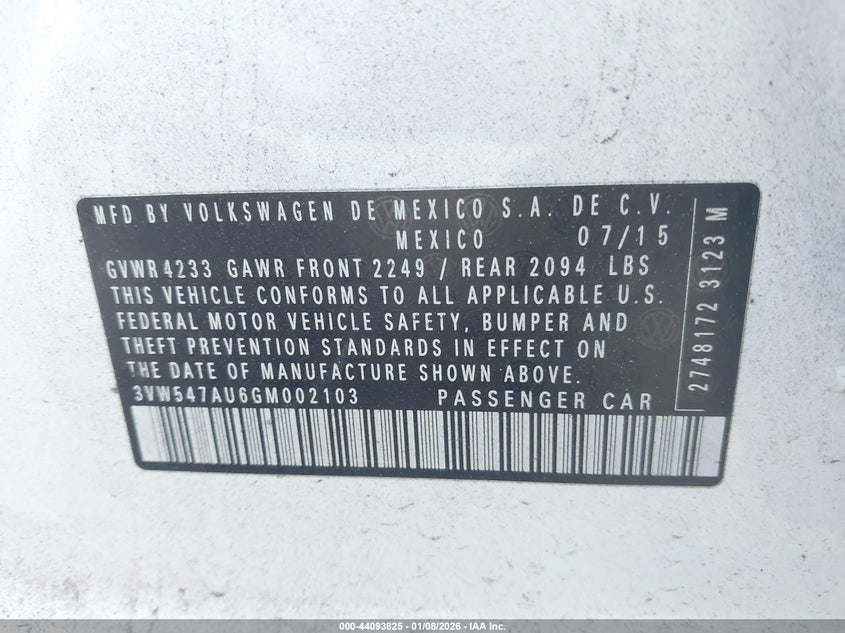 MFD BY VOLKSWAGEN DE MEXICO S.A. DE C.V.
MEXICO 07/15
GVWR 4233 GAWR FRONT 2249 / REAR 2094 LBS
THIS VEHICLE CONFORMS TO ALL APPLICABLE U.S.
FEDERAL MOTOR VEHICLE SAFETY, BUMPER AND
THEFT PREVENTION STANDARDS IN EFFECT ON
THE DATE OF MANUFACTURE SHOWN ABOVE.
3VW547AU6GM002103 PASSENGER CAR
2748172 3123 M
000-44093825 | 01/08/2026 - IAA Inc.